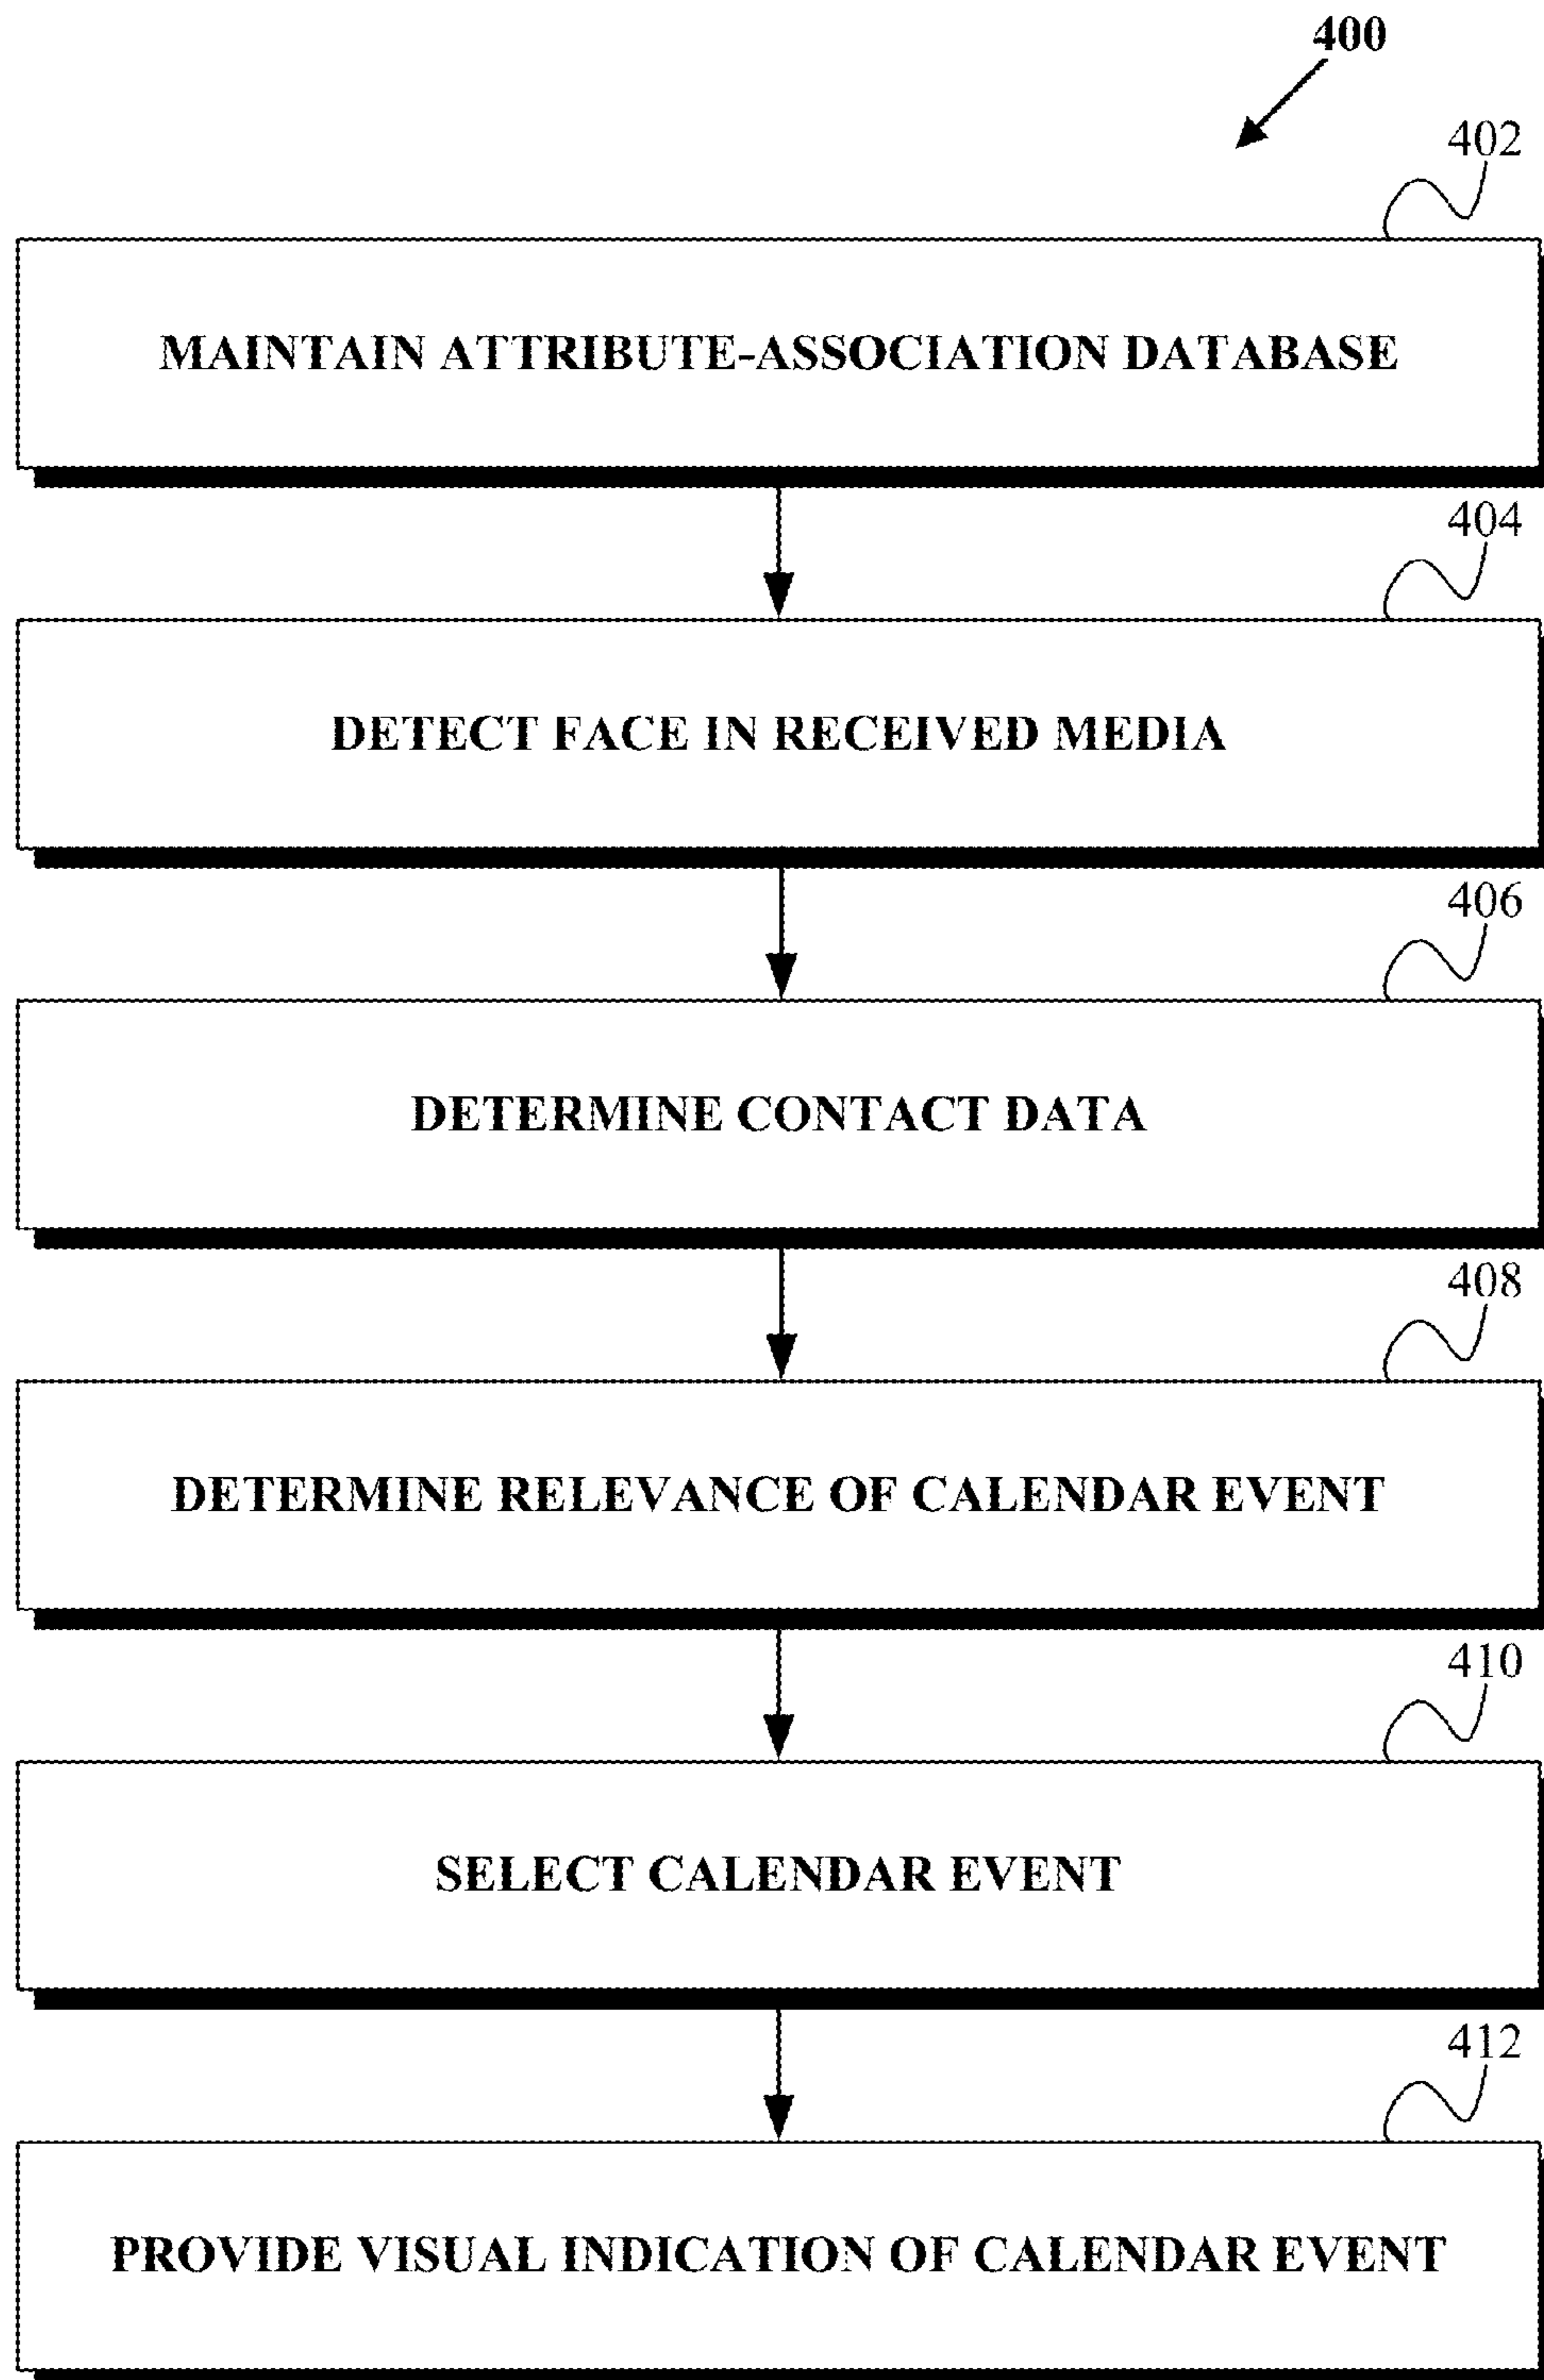 400
402
MAINTAIN ATTRIBUTE-ASSOCIATION DATABASE
404
DETECT FACE IN RECEIVED MEDIA
406
DETERMINE CONTACT DATA
408
DETERMINE RELEVANCE OF CALENDAR EVENT
410
SELECT CALENDAR EVENT
412
PROVIDE VISUAL INDICATION OF CALENDAR EVENT